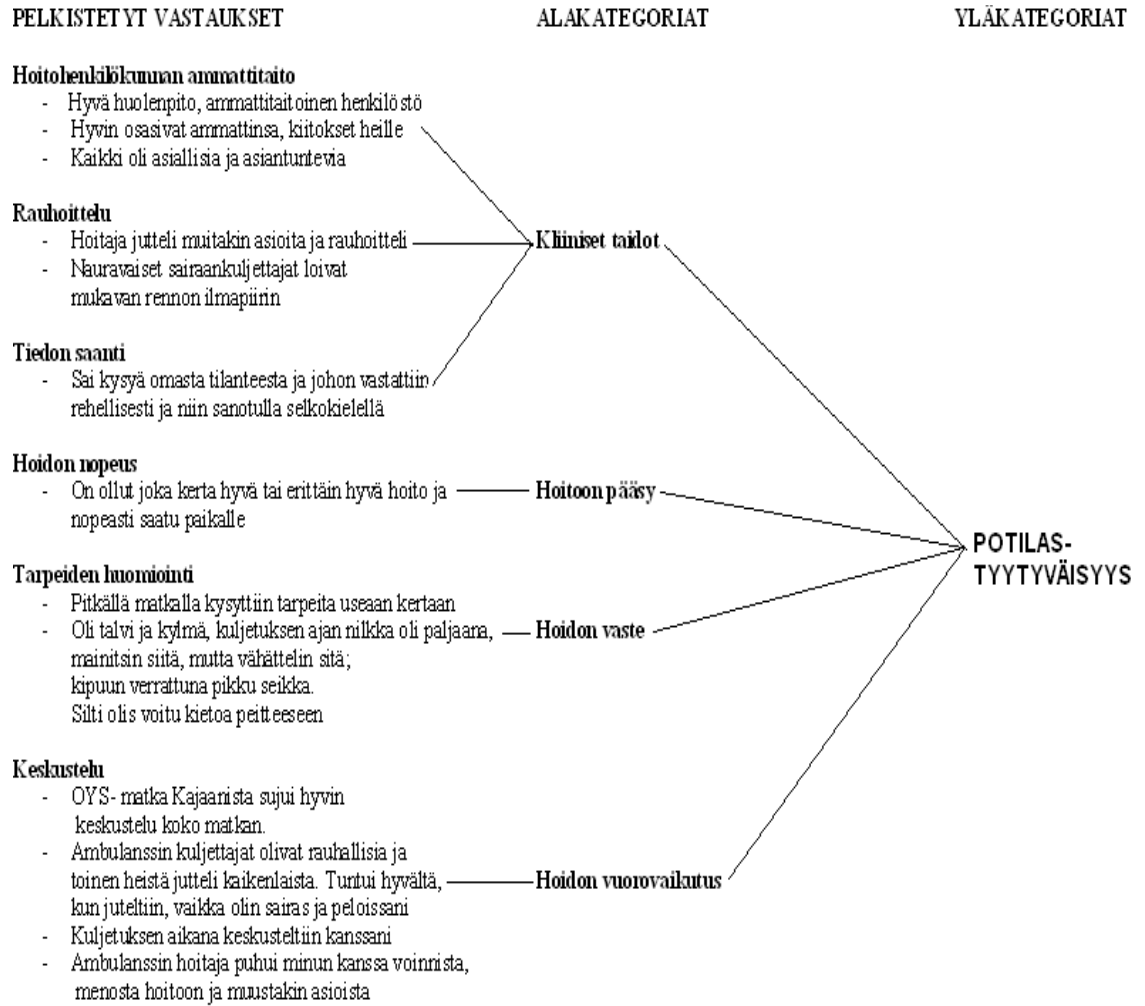 PELKISTETYT VASTAUKSET ALAKATEGORIAT YLÄKATEGORIAT
Hoitohenkilökunnan ammattitaito
- Hyvä huolenpito, ammattitaitoinen henkilöstö
- Hyvin osasivat ammattinsa, kiitokset heille
- Kaikki oli asiallisia ja asiantuntevia
Rauhoittelu
- Hoitaja jutteli muitakin asioita ja rauhoitteli
- Nauravaiset sairaankuljettajat loivat
mukavan rennon ilmapiirin
Tiedon saanti
- Sai kysyä omasta tilanteesta ja johon vastattiin
rehellisesti ja niin sanotulla selkokielellä
Hoidon nopeus
- On ollut joka kerta hyvä tai erittäin hyvä hoito ja
nopeasti saatu paikalle
Tarpeiden huomiointi
- Pitkällä matkalla kysyttiin tarpeita useaan kertaan
- Oli talvi ja kylmä, kuljetuksen ajan nilkka oli paljaana,
mainitsin siitä, mutta vähättelin sitä;
kipuun verrattuna pikku seikka.
Silti olis voitu kietoa peitteeseen
Keskustelu
- OYS- matka Kajaanista sujui hyvin
keskustelu koko matkan.
- Ambulanssin kuljettajat olivat rauhallisia ja
toinen heistä jutteli kaikenlaista. Tuntui hyvältä,
kun juteltiin, vaikka olin sairas ja peloissani
- Kuljetuksen aikana keskusteltiin kanssani
- Ambulanssin hoitaja puhui minun kanssa voinnista,
menosta hoitoon ja muustakin asioista
Kliiniset taidot
Hoitoon pääsy
Hoidon vaste
Hoidon vuorovaikutus
POTILAS-
TYYTYVÄISYYS